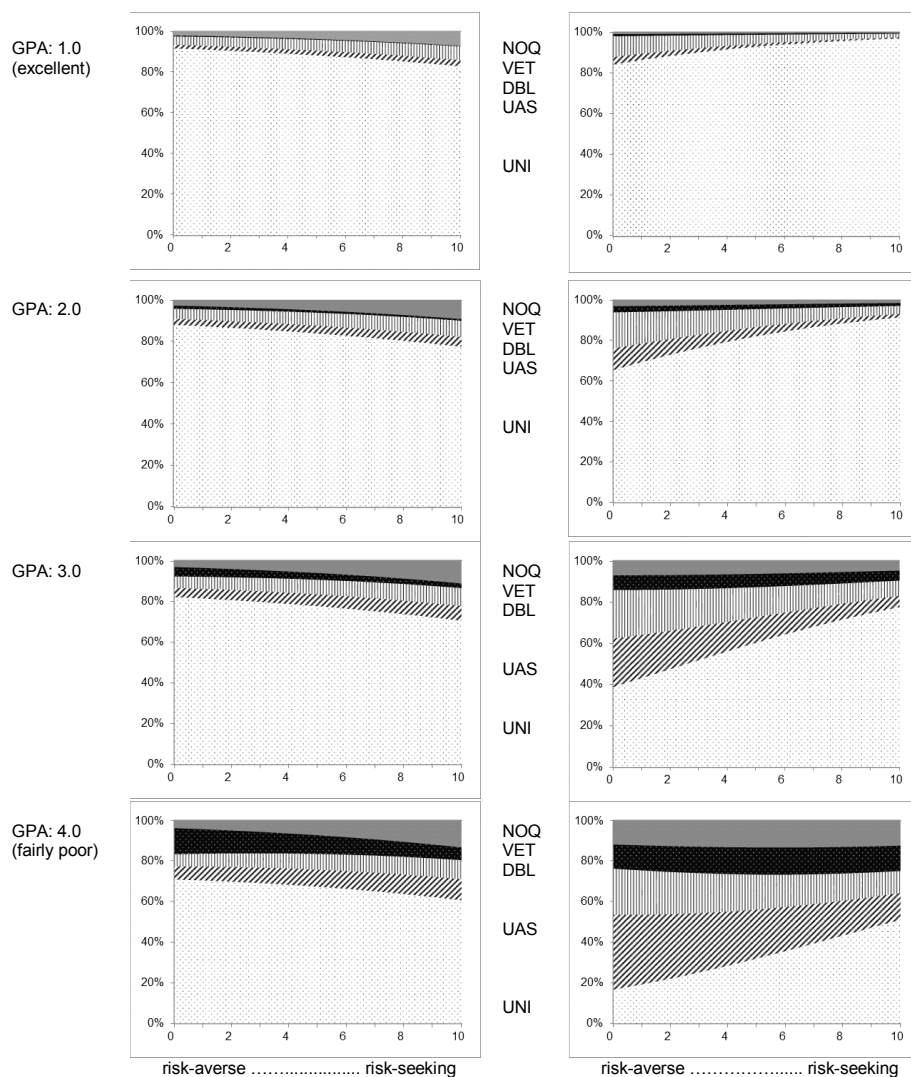 GPA: 1.0
(excellent)
100%
80%
60%
40%
20%
0%
0 2 4 6 8 10
NOQ
VET
DBL
UAS
UNI
100%
80%
60%
40%
20%
0%
0 2 4 6 8 10
GPA: 2.0
100%
80%
60%
40%
20%
0%
0 2 4 6 8 10
NOQ
VET
DBL
UAS
UNI
100%
80%
60%
40%
20%
0%
0 2 4 6 8 10
GPA: 3.0
100%
80%
60%
40%
20%
0%
0 2 4 6 8 10
NOQ
VET
DBL
UAS
UNI
100%
80%
60%
40%
20%
0%
0 2 4 6 8 10
GPA: 4.0
(fairly poor)
100%
80%
60%
40%
20%
0%
0 2 4 6 8 10
NOQ
VET
DBL
UAS
UNI
100%
80%
60%
40%
20%
0%
0 2 4 6 8 10
risk-averse …….............… risk-seeking
risk-averse ……………...... risk-seeking